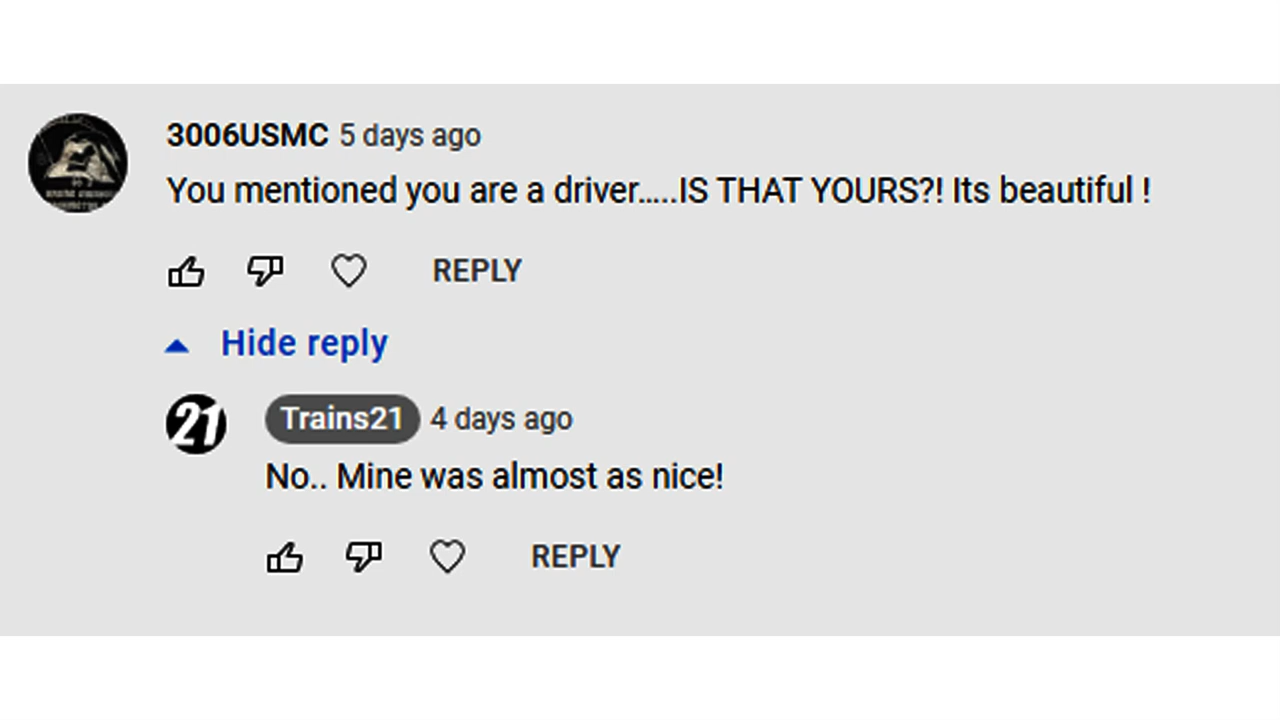 3006USMC 5 days ago
You mentioned you are a driver.....IS THAT YOURS?! Its beautiful !
REPLY
Hide reply
21 Trains21 4 days ago
No.. Mine was almost as nice!
REPLY